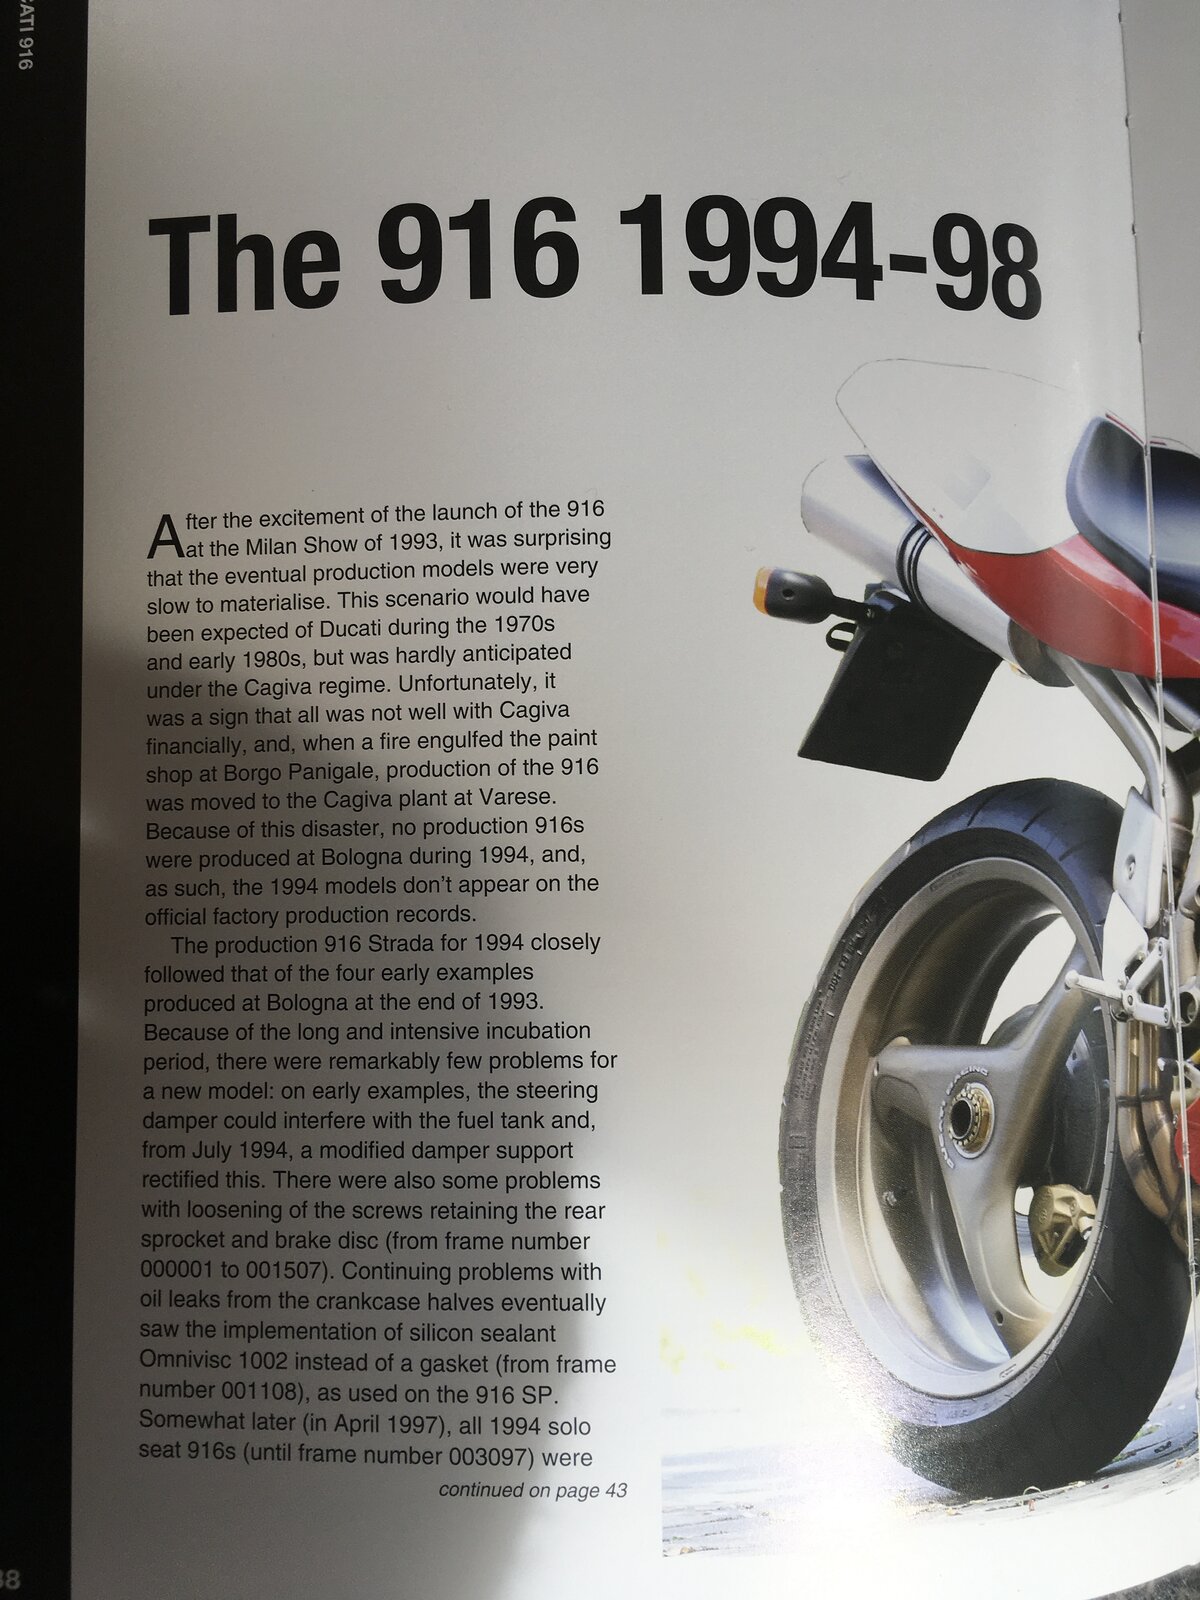 916
The 916 1994-98
After the excitement of the launch of the 916
at the Milan Show of 1993, it was surprising
that the eventual production models were very
slow to materialise. This scenario would have
been expected of Ducati during the 1970s
and early 1980s, but was hardly anticipated
under the Cagiva regime. Unfortunately, it
was a sign that all was not well with Cagiva
financially, and, when a fire engulfed the paint
shop at Borgo Panigale, production of the 916
was moved to the Cagiva plant at Varese.
Because of this disaster, no production 916s
were produced at Bologna during 1994, and,
as such, the 1994 models don't appear on the
official factory production records.
The production 916 Strada for 1994 closely
followed that of the four early examples
produced at Bologna at the end of 1993.
Because of the long and intensive incubation
period, there were remarkably few problems for
a new model: on early examples, the steering
damper could interfere with the fuel tank and,
from July 1994, a modified damper support
rectified this. There were also some problems
with loosening of the screws retaining the rear
sprocket and brake disc (from frame number
000001 to 001507). Continuing problems with
oil leaks from the crankcase halves eventually
saw the implementation of silicon sealant
Omnivisc 1002 instead of a gasket (from frame
number 001108), as used on the 916 SP.
Somewhat later (in April 1997), all 1994 solo
seat 916s (until frame number 003097) were
continued on page 43